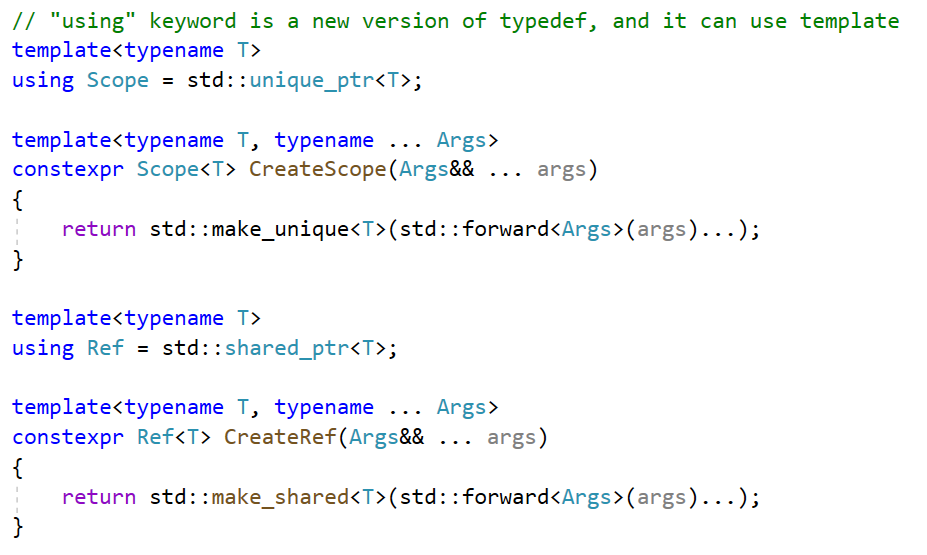 // "using" keyword is a new version of typedef, and it can use template
template<typename T>
using Scope = std::unique_ptr<T>;
template<typename T, typename ... Args>
constexpr Scope<T> CreateScope(Args&& ... args)
{
    return std::make_unique<T>(std::forward<Args>(args)...);
}
template<typename T>
using Ref = std::shared_ptr<T>;
template<typename T, typename ... Args>
constexpr Ref<T> CreateRef(Args&& ... args)
{
    return std::make_shared<T>(std::forward<Args>(args)...);
}